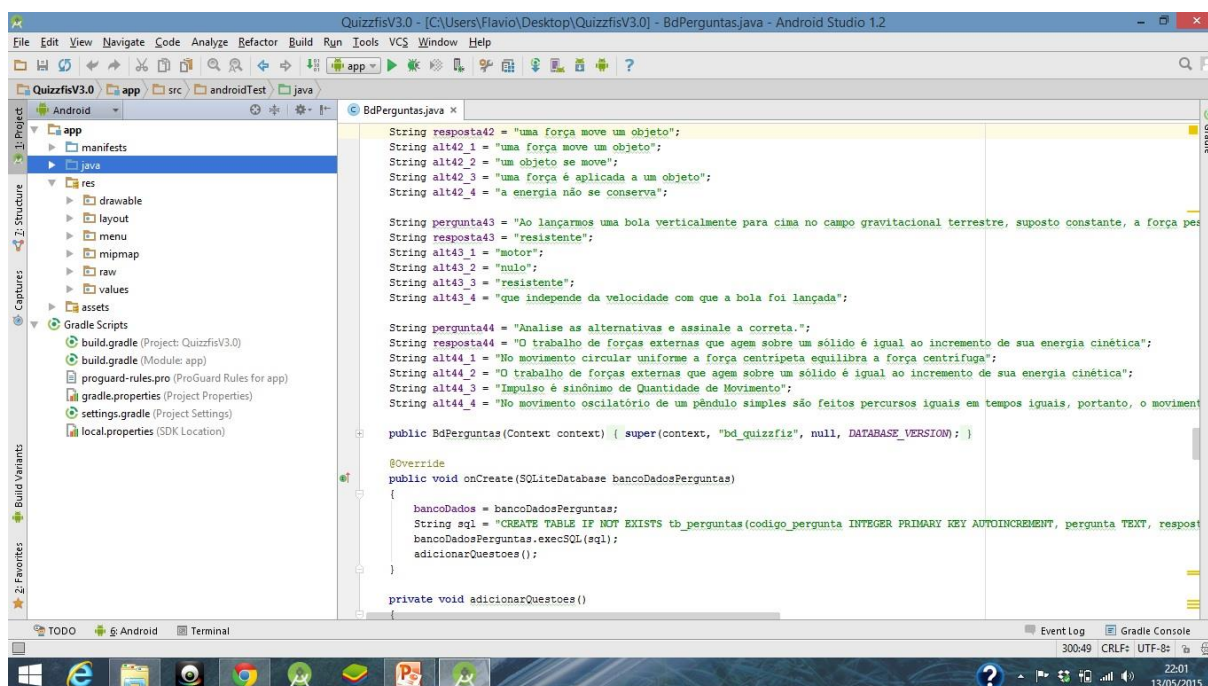 QuizzfisV3.0 - [C:\Users\Flavio\Desktop\QuizzfisV3.0] - BdPerguntas.java - Android Studio 1.2
File Edit View Navigate Code Analyze Refactor Build Run Tools VCS Window Help
app
QuizzfisV3.0 app src androidTest java
1: Project
7: Structure
Captures
Build Variants
2: Favorites
Android
app
manifests
java
res
drawable
layout
menu
mipmap
raw
values
assets
Gradle Scripts
build.gradle (Project: QuizzfisV3.0)
build.gradle (Module: app)
proguard-rules.pro (ProGuard Rules for app)
gradle.properties (Project Properties)
settings.gradle (Project Settings)
local.properties (SDK Location)
BdPerguntas.java
String resposta42 = "uma força move um objeto";
String alt42_1 = "uma força move um objeto";
String alt42_2 = "um objeto se move";
String alt42_3 = "uma força é aplicada a um objeto";
String alt42_4 = "a energia não se conserva";
String pergunta43 = "Ao lançarmos uma bola verticalmente para cima no campo gravitacional terrestre, suposto constante, a força pes
String resposta43 = "resistente";
String alt43_1 = "motor";
String alt43_2 = "nulo";
String alt43_3 = "resistente";
String alt43_4 = "que independe da velocidade com que a bola foi lançada";
String pergunta44 = "Analise as alternativas e assinale a correta.";
String resposta44 = "O trabalho de forças externas que agem sobre um sólido é igual ao incremento de sua energia cinética";
String alt44_1 = "No movimento circular uniforme a força centrípeta equilibra a força centrífuga";
String alt44_2 = "O trabalho de forças externas que agem sobre um sólido é igual ao incremento de sua energia cinética";
String alt44_3 = "Impulso é sinônimo de Quantidade de Movimento";
String alt44_4 = "No movimento oscilatório de um pêndulo simples são feitos percursos iguais em tempos iguais, portanto, o moviment
public BdPerguntas(Context context) { super(context, "bd_quizzfiz", null, DATABASE_VERSION); }
@Override
public void onCreate(SQLiteDatabase bancoDadosPerguntas)
{
bancoDados = bancoDadosPerguntas;
String sql = "CREATE TABLE IF NOT EXISTS tb_perguntas(codigo_pergunta INTEGER PRIMARY KEY AUTOINCREMENT, pergunta TEXT, respost
bancoDadosPerguntas.execSQL(sql);
adicionarQuestoes();
}
private void adicionarQuestoes()
{
TODO 6: Android Terminal Event Log Gradle Console
300:49 CRLF UTF-8
22:01
13/05/2015